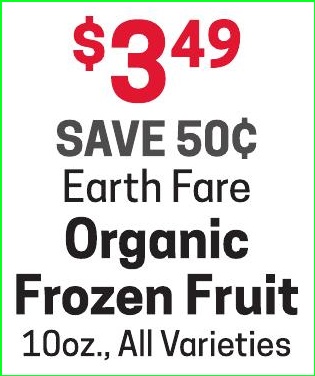 $3 49
SAVE 50¢
Earth Fare
Organic
Frozen Fruit
10oz., All Varieties